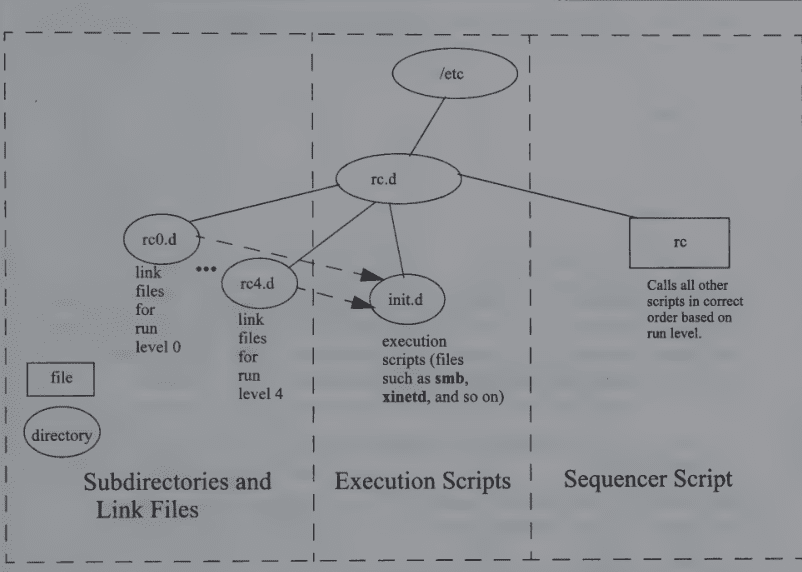 /etc
rc.d
rc0.d
link
files
for
run
level 0
•••
rc4.d
link
files
for
run
level 4
init.d
execution
scripts (files
such as smb,
xinetd, and so on)
rc
Calls all other
scripts in correct
order based on
run level.
file
directory
Subdirectories and
Link Files
Execution Scripts
Sequencer Script